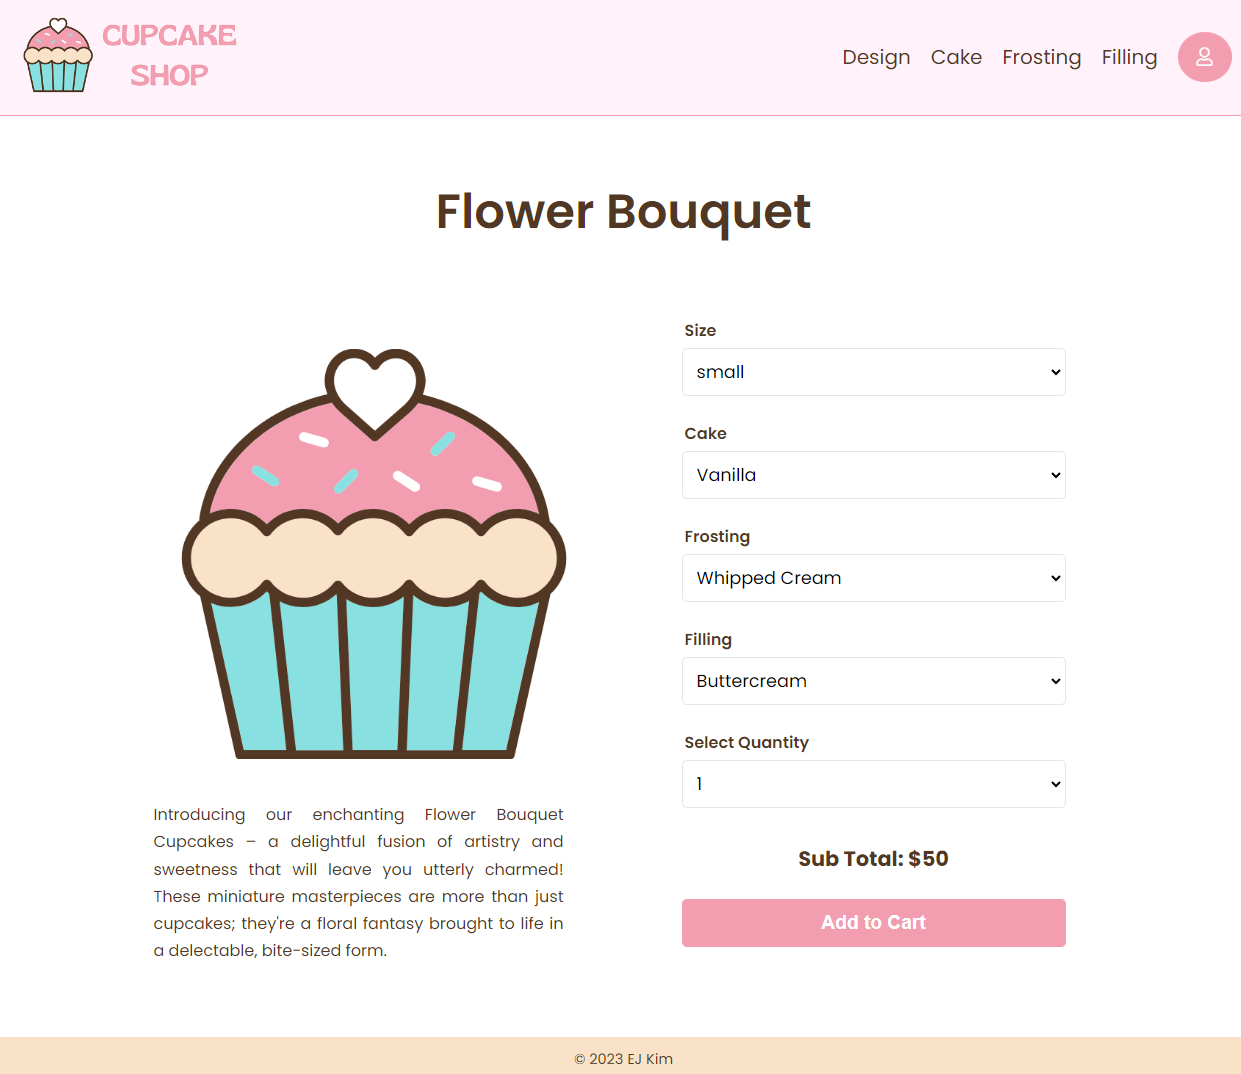 CUPCAKE
SHOP
Design Cake Frosting Filling
Flower Bouquet
Size
small
Cake
Vanilla
Frosting
Whipped Cream
Filling
Buttercream
Select Quantity
1
Sub Total: $50
Add to Cart
Introducing our enchanting Flower Bouquet
Cupcakes – a delightful fusion of artistry and
sweetness that will leave you utterly charmed!
These miniature masterpieces are more than just
cupcakes; they're a floral fantasy brought to life in
a delectable, bite-sized form.
© 2023 EJ Kim